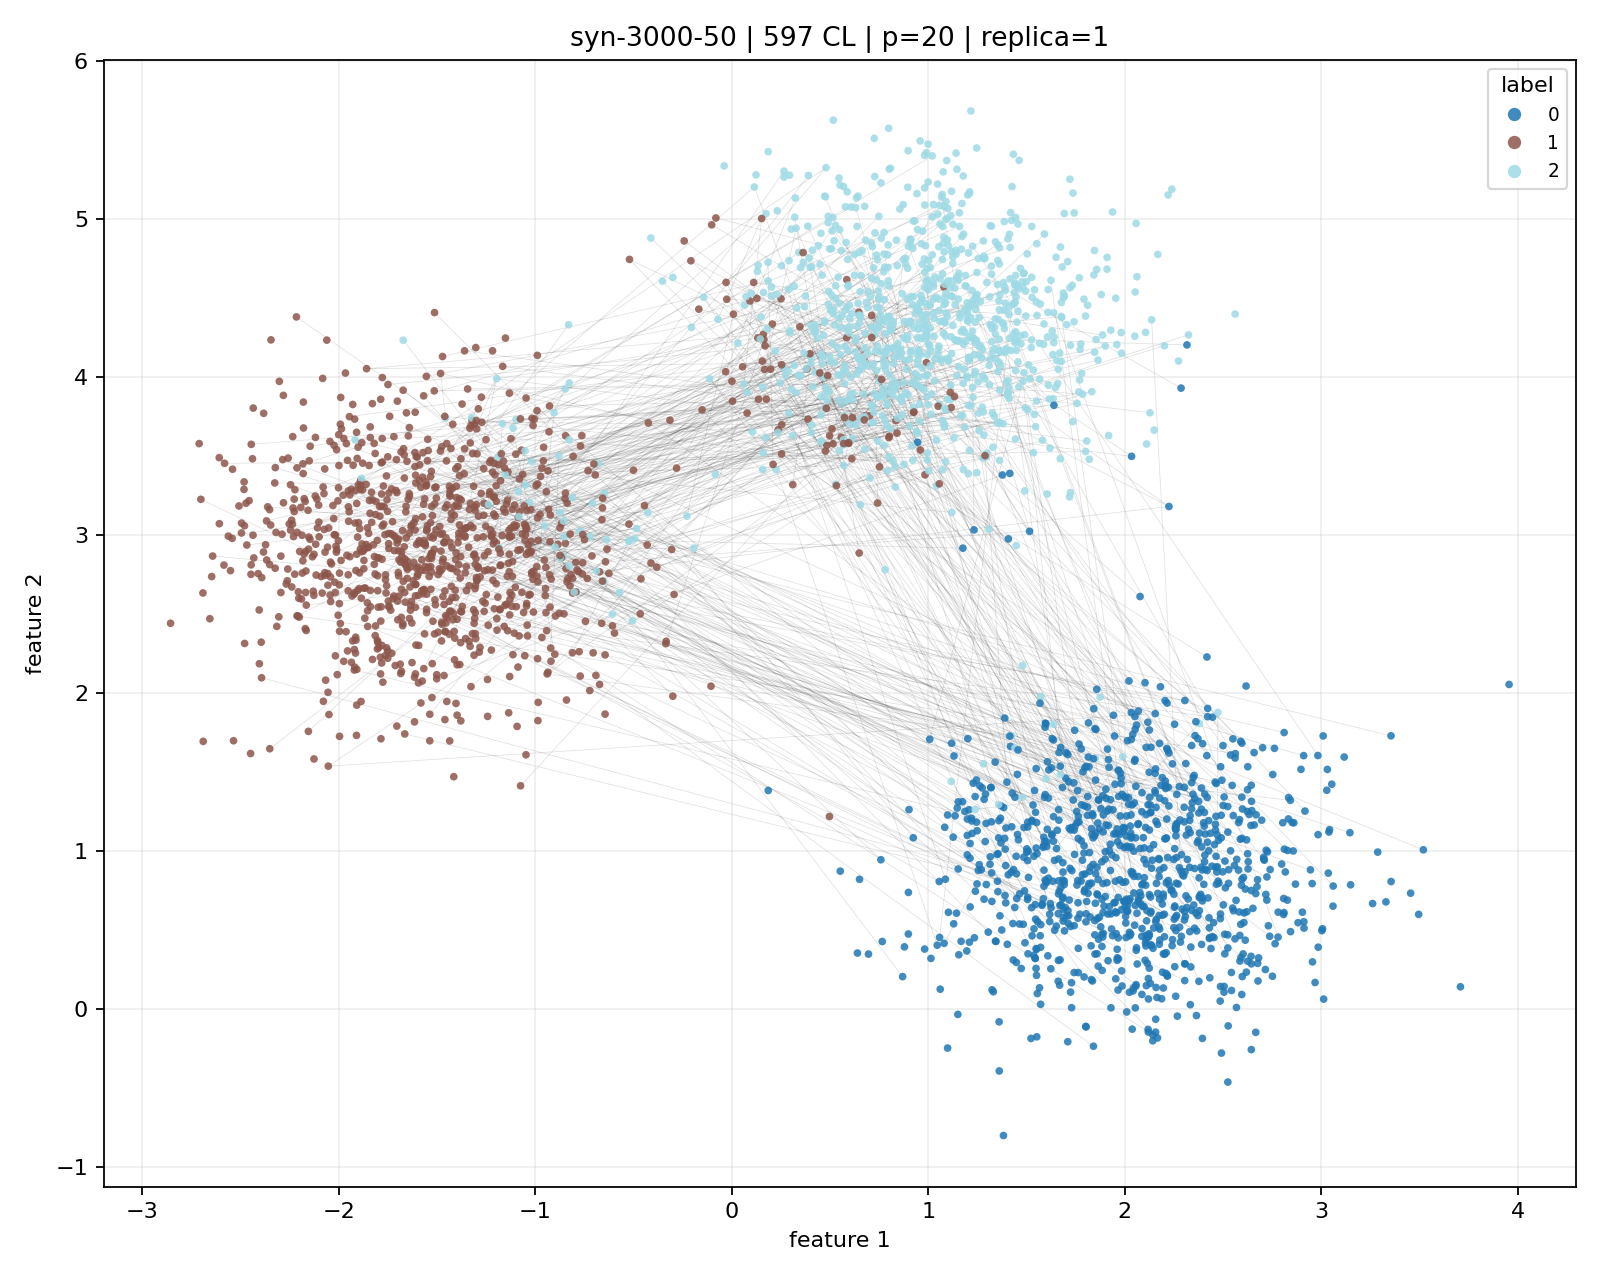 syn-3000-50 | 597 CL | p=20 | replica=1
label
0
1
2
6
5
4
3
2
1
0
−1
feature 2
−3 −2 −1 0 1 2 3 4
feature 1